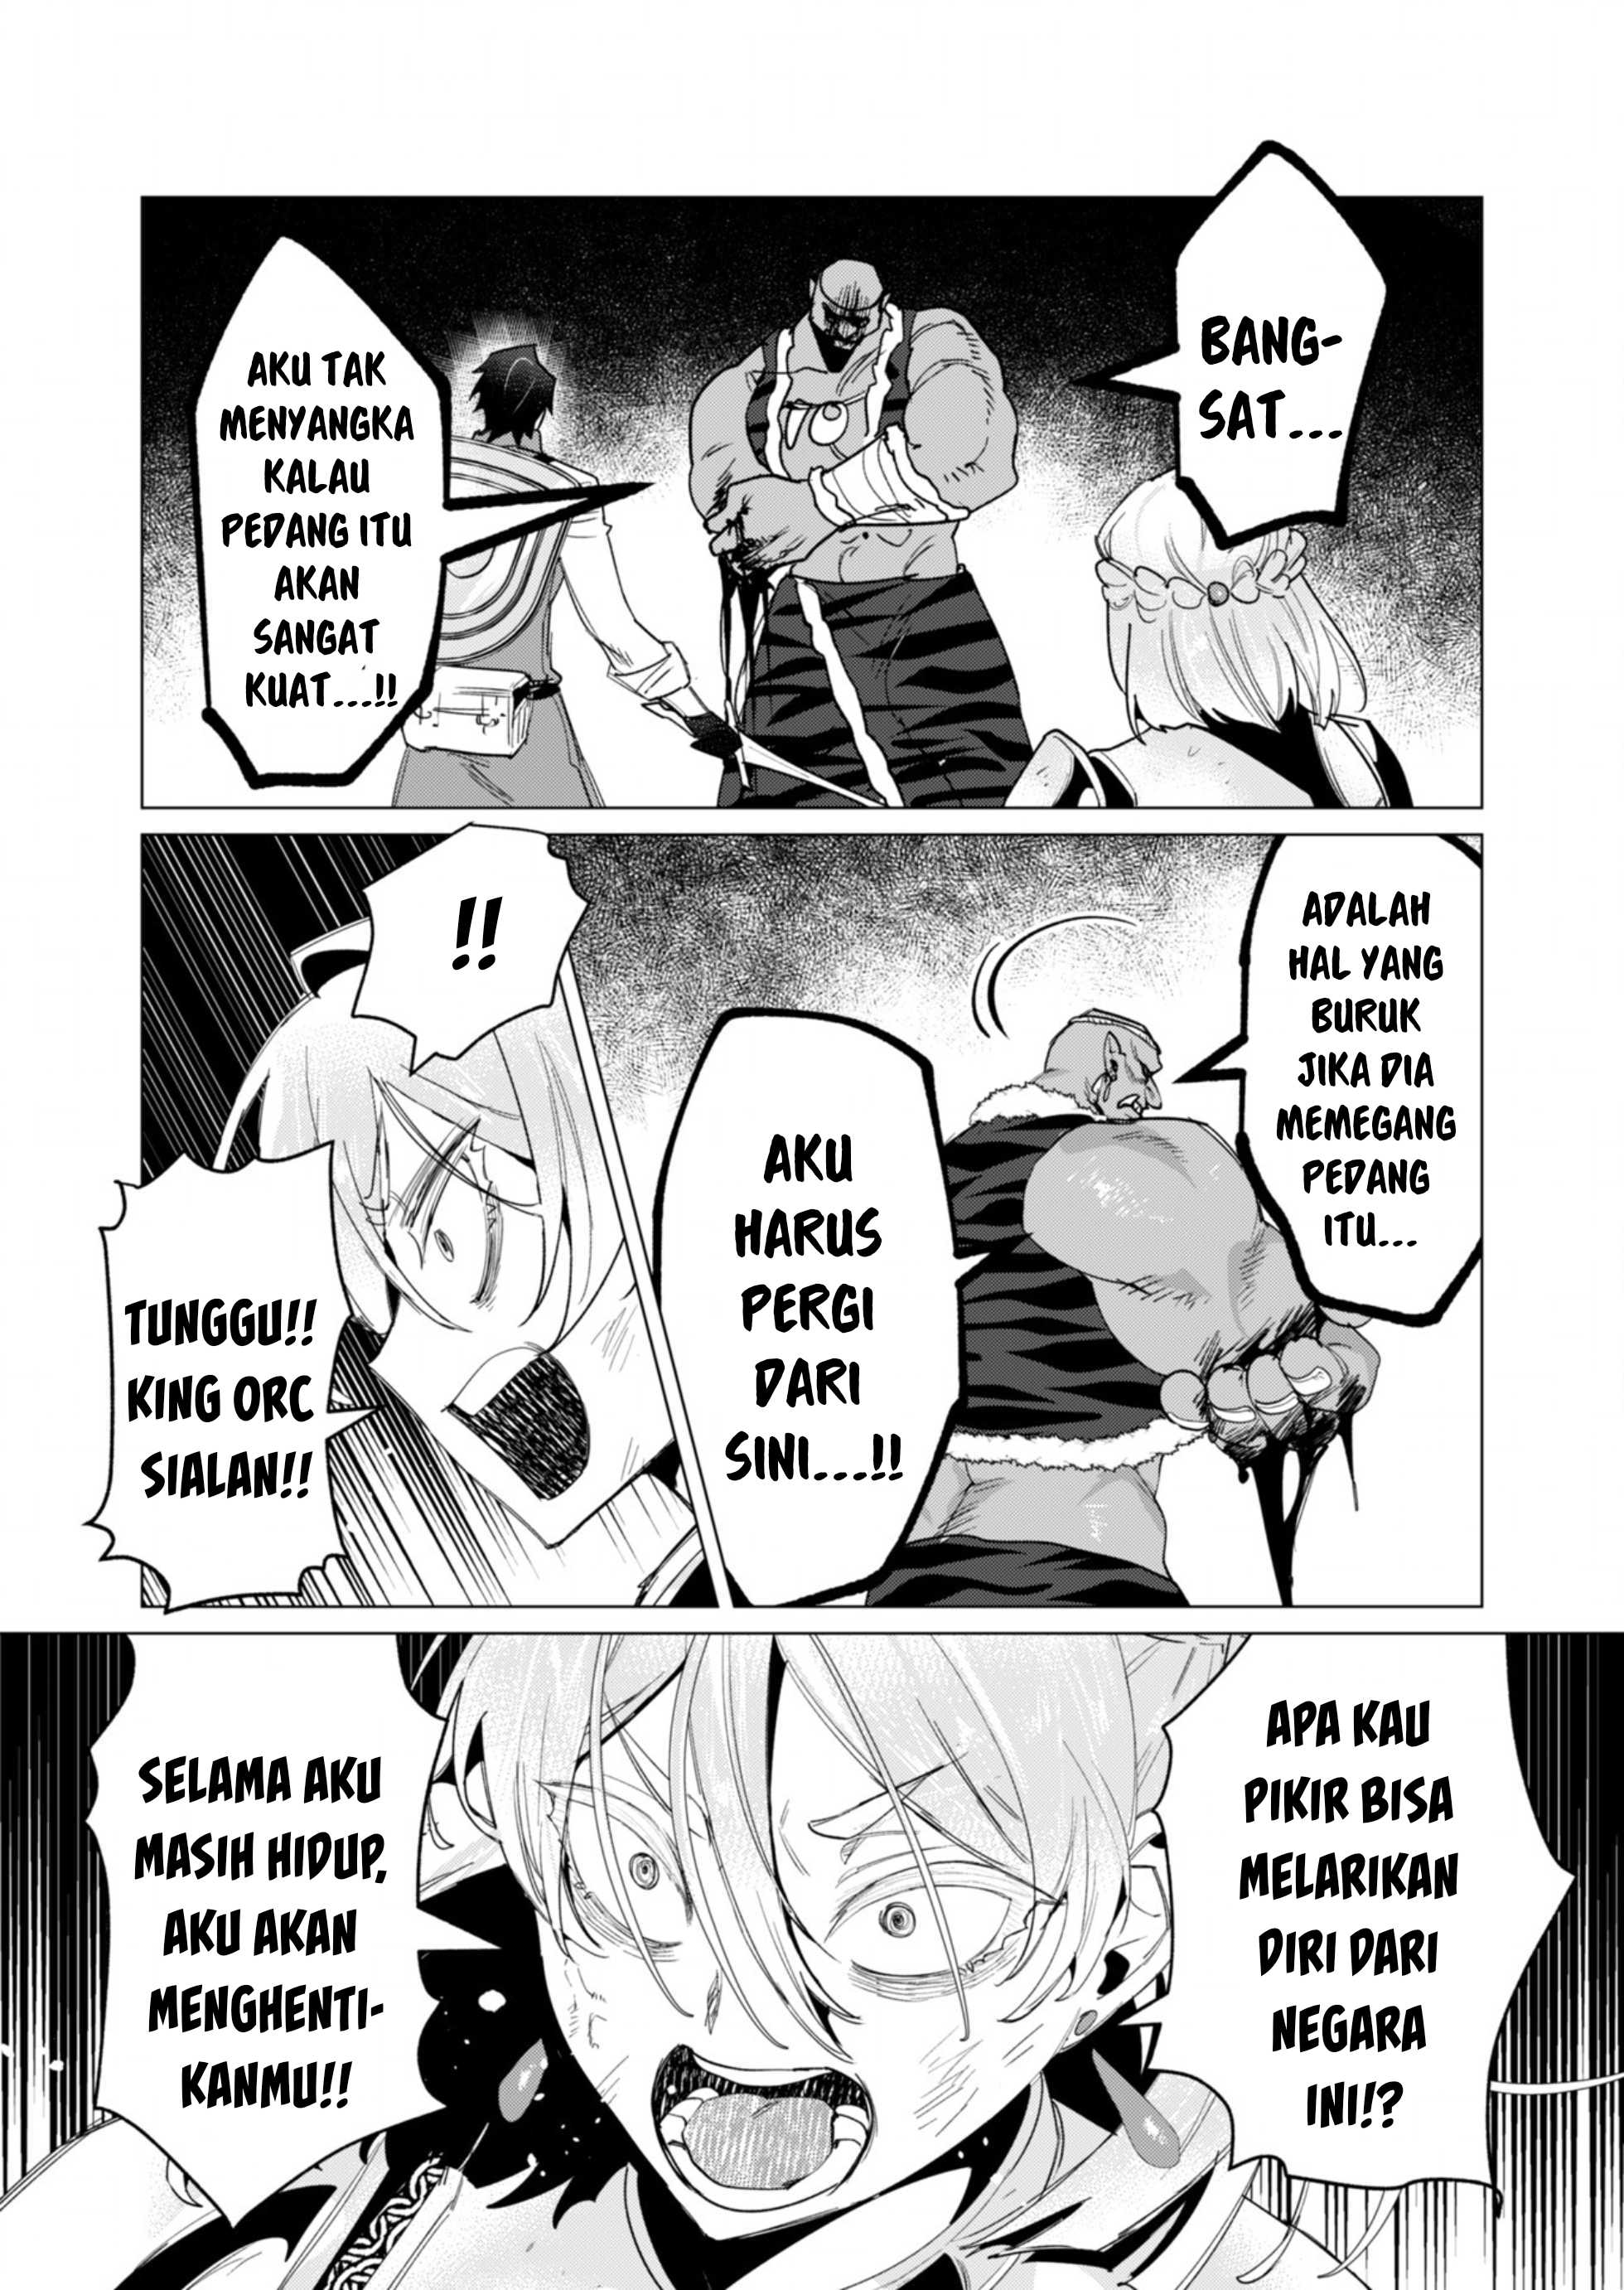 BANG-
SAT...
AKU TAK
MENYANGKA
KALAU
PEDANG ITU
AKAN
SANGAT
KUAT...!!
ADALAH
HAL YANG
BURUK
JIKA DIA
MEMEGANG
PEDANG
ITU...
AKU
HARUS
PERGI
DARI
SINI...!!
!!
TUNGGU!!
KING ORC
SIALAN!!
APA KAU
PIKIR BISA
MELARIKAN
DIRI DARI
NEGARA
INI!?
SELAMA AKU
MASIH HIDUP,
AKU AKAN
MENGHENTI-
KANMU!!